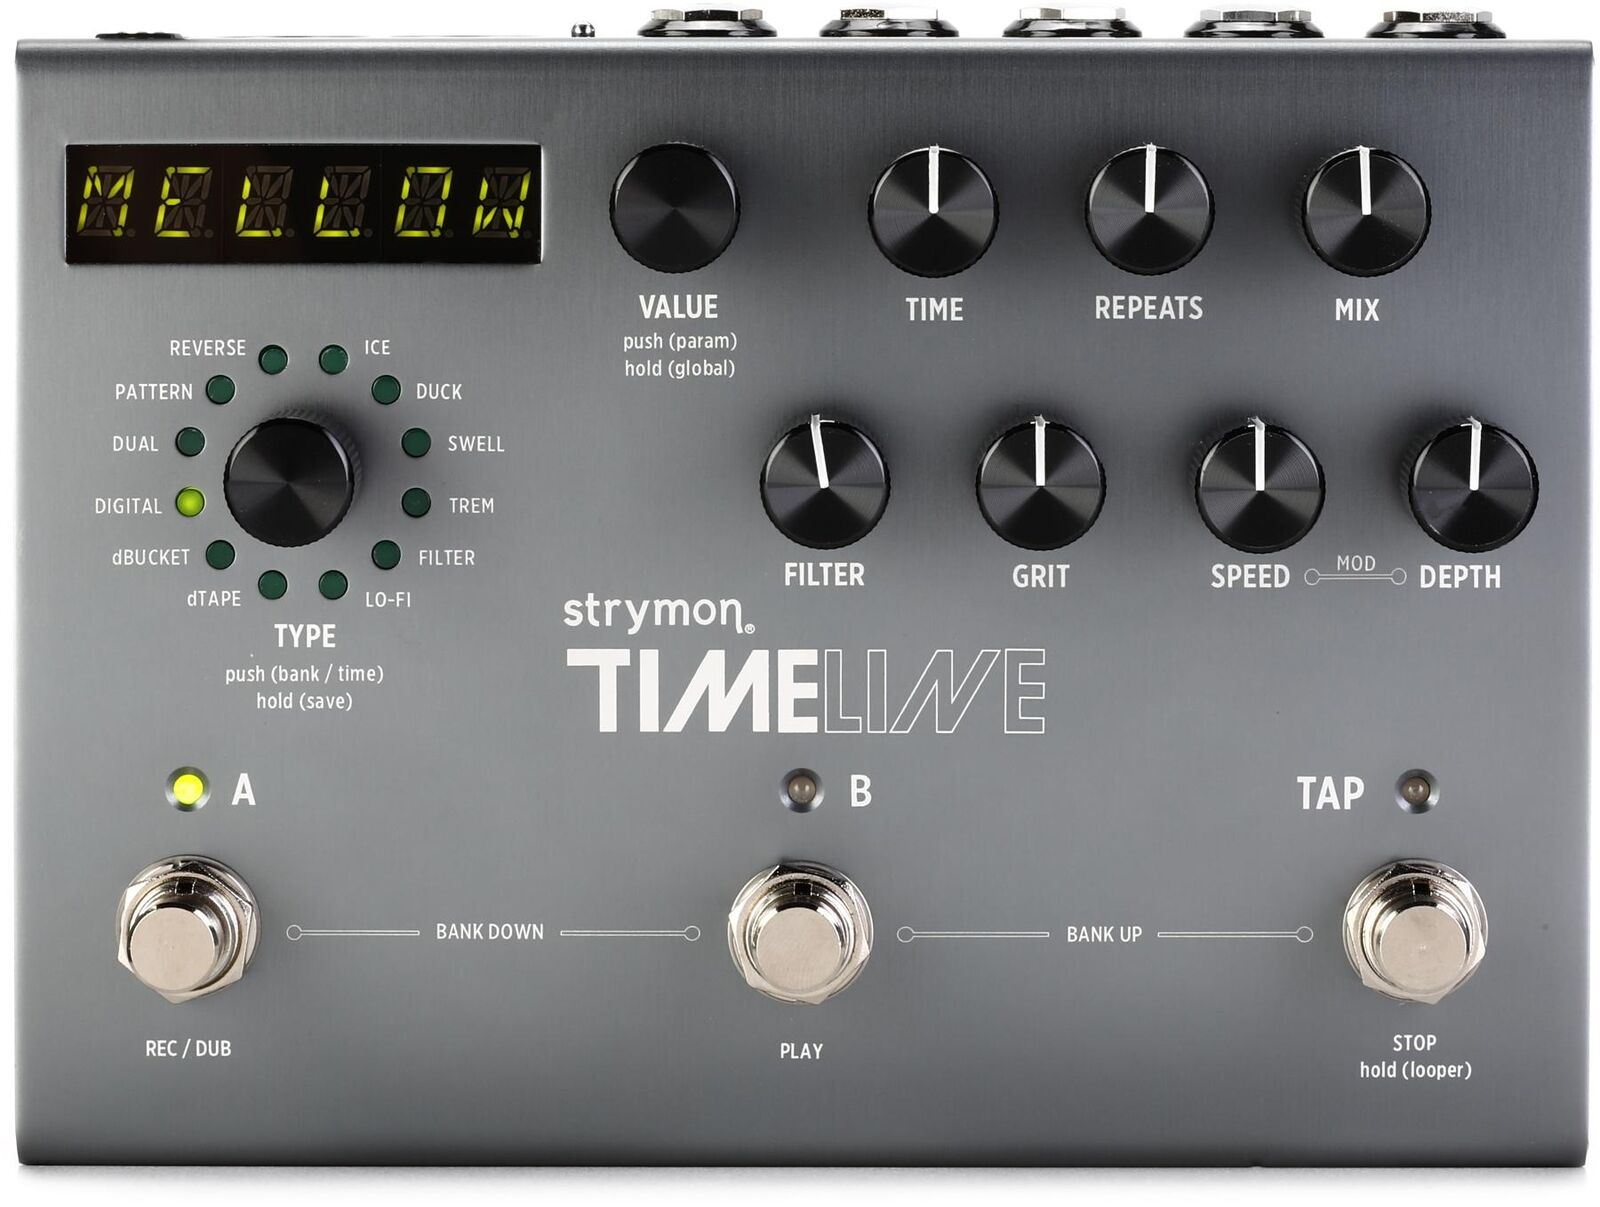 MELLOW
VALUE
push (param)
hold (global)
TIME
REPEATS
MIX
REVERSE
ICE
PATTERN
DUCK
DUAL
SWELL
DIGITAL
TREM
dBUCKET
FILTER
dTAPE
LO-FI
TYPE
push (bank / time)
hold (save)
FILTER
GRIT
SPEED
MOD
DEPTH
strymon®
TIMELINE
A
B
TAP
BANK DOWN
BANK UP
REC / DUB
PLAY
STOP
hold (looper)